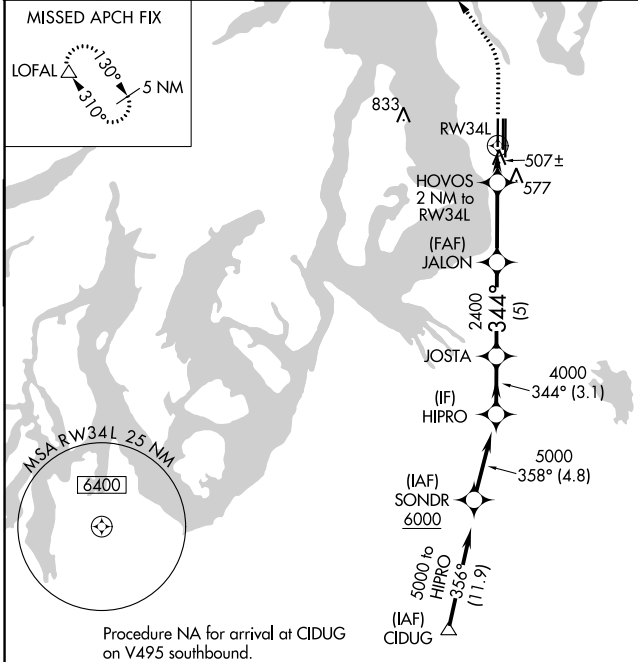 MISSED APCH FIX
LOFAL
130°
310°
5 NM
833
RW34L
507±
577
HOVOS
2 NM to
RW34L
(FAF)
JALON
2400
344°
(5)
JOSTA
4000
344° (3.1)
(IF)
HIPRO
5000
358° (4.8)
(IAF)
SONDR
6000
5000 to
HIPRO
356°
(11.9)
(IAF)
CIDUG
MSA RW34L 25 NM
6400
Procedure NA for arrival at CIDUG
on V495 southbound.